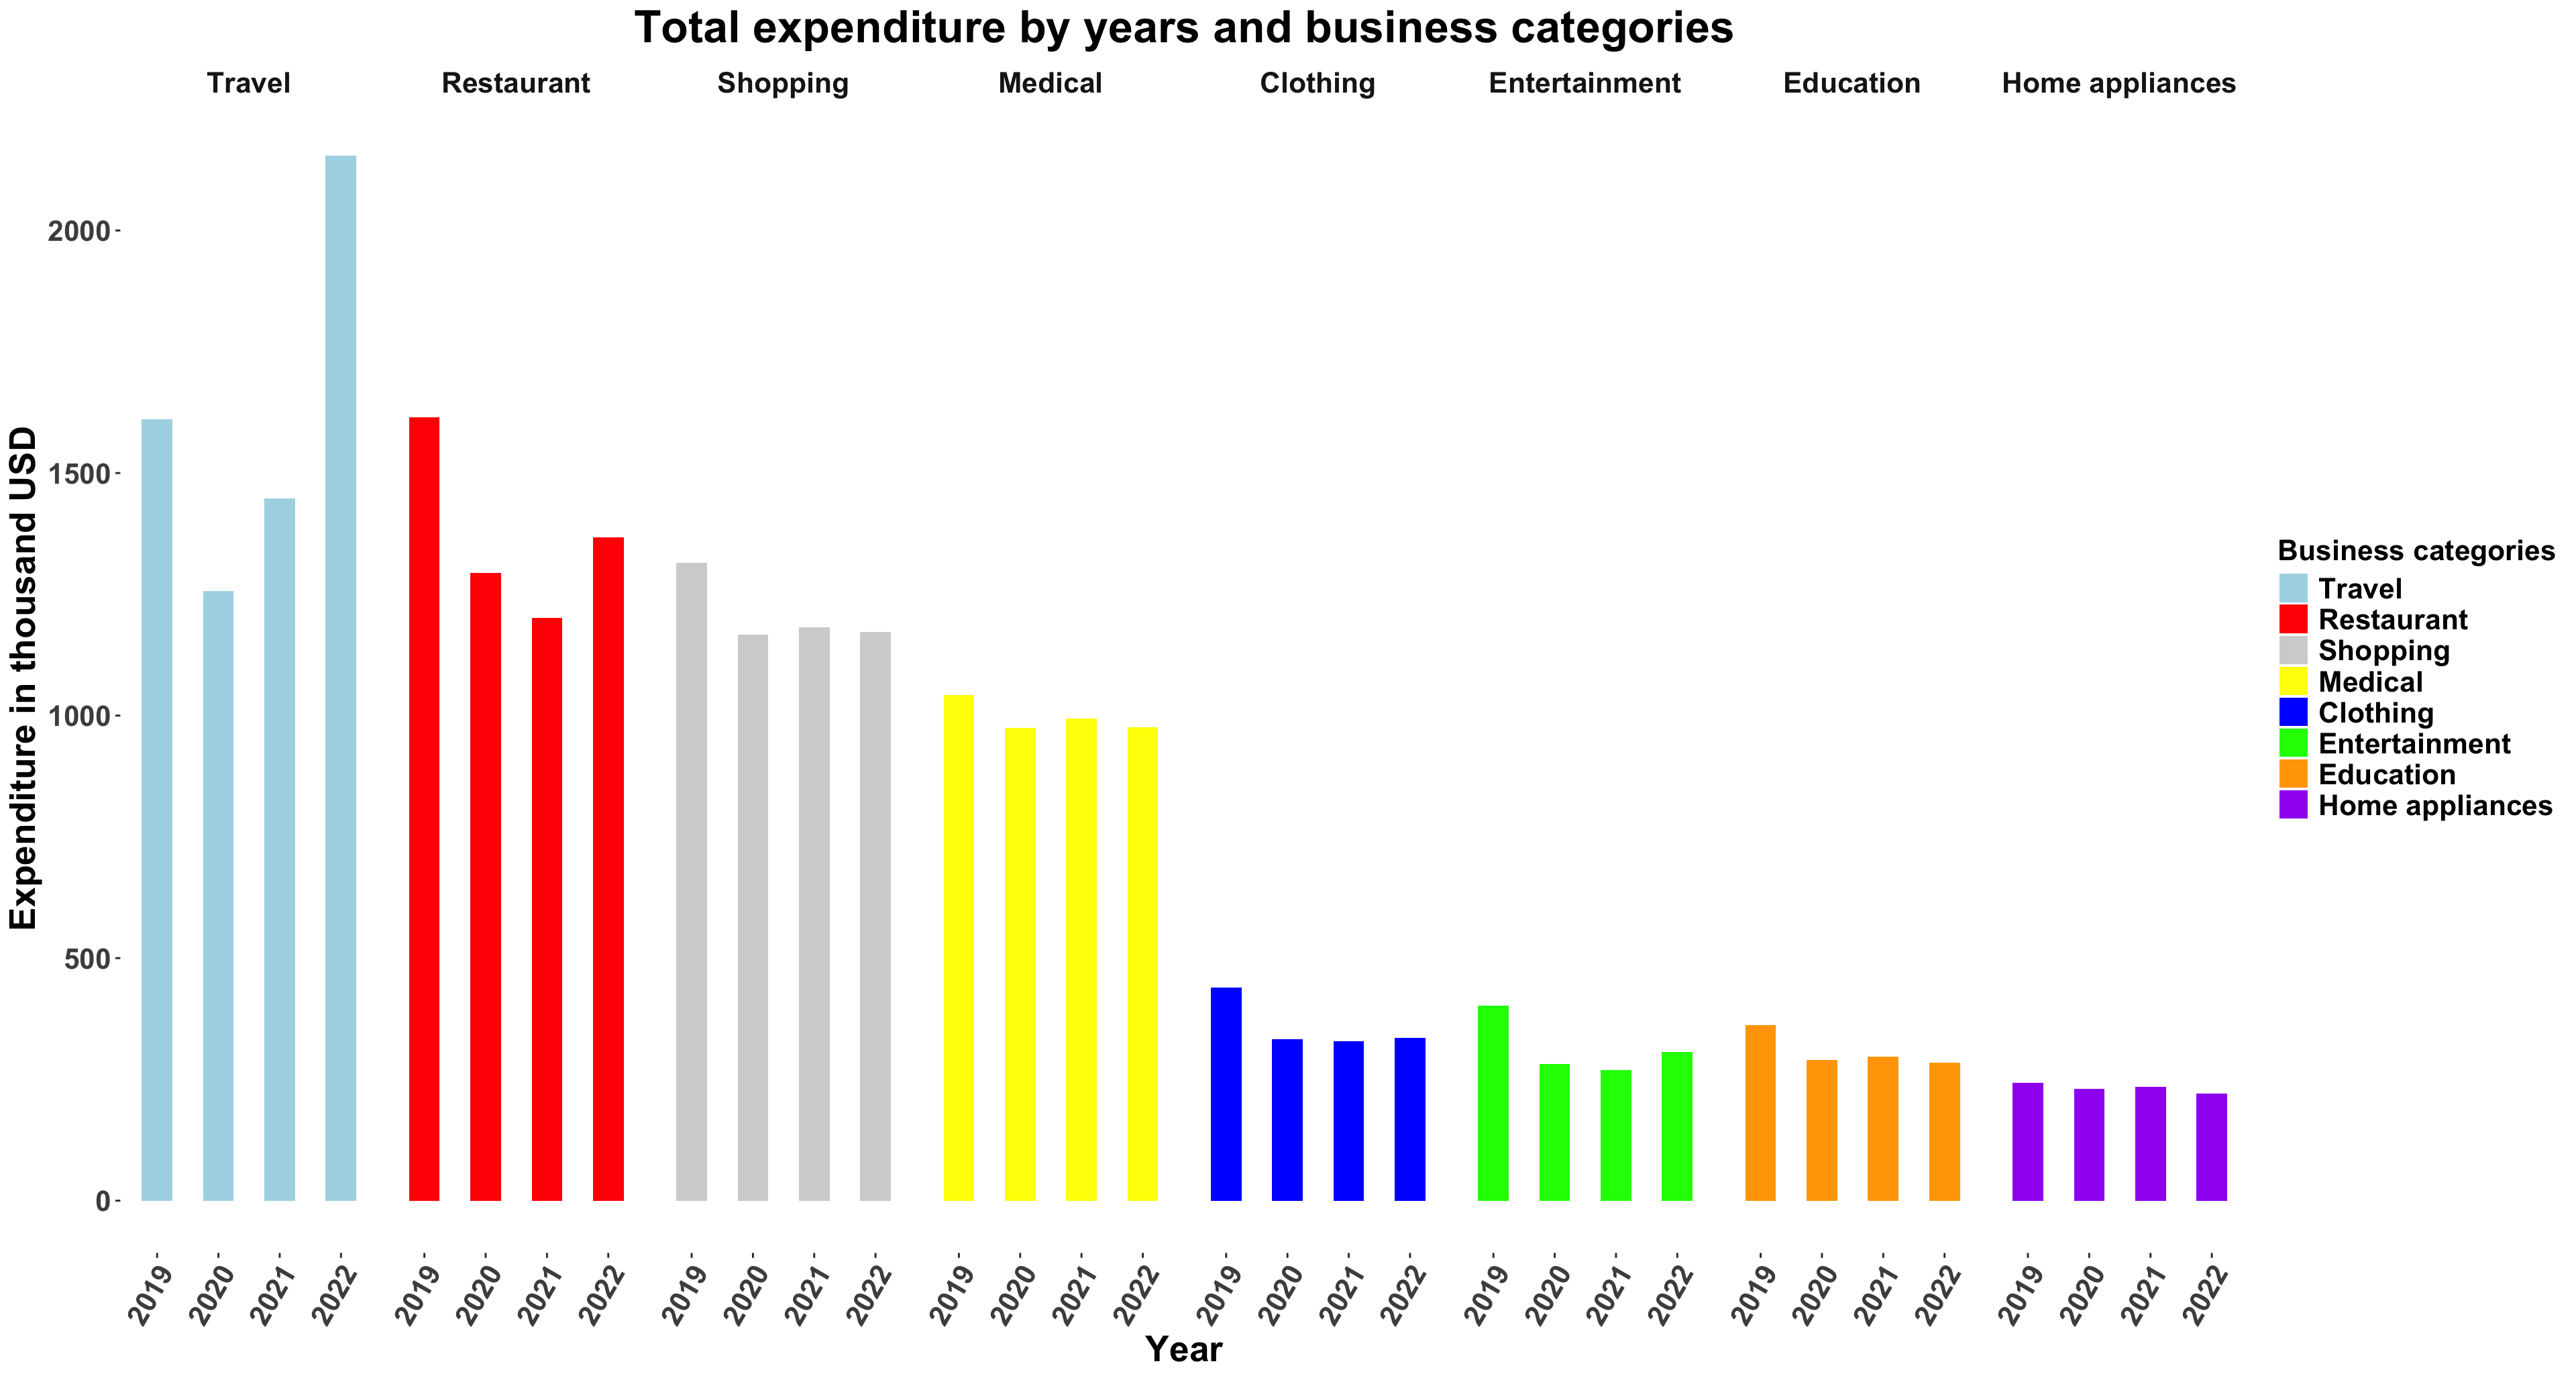 Total expenditure by years and business categories
Travel Restaurant Shopping Medical Clothing Entertainment Education Home appliances
Expenditure in thousand USD
2000
1500
1000
500
0
2019 2020 2021 2022 2019 2020 2021 2022 2019 2020 2021 2022 2019 2020 2021 2022 2019 2020 2021 2022 2019 2020 2021 2022 2019 2020 2021 2022 2019 2020 2021 2022
Year
Business categories
Travel
Restaurant
Shopping
Medical
Clothing
Entertainment
Education
Home appliances